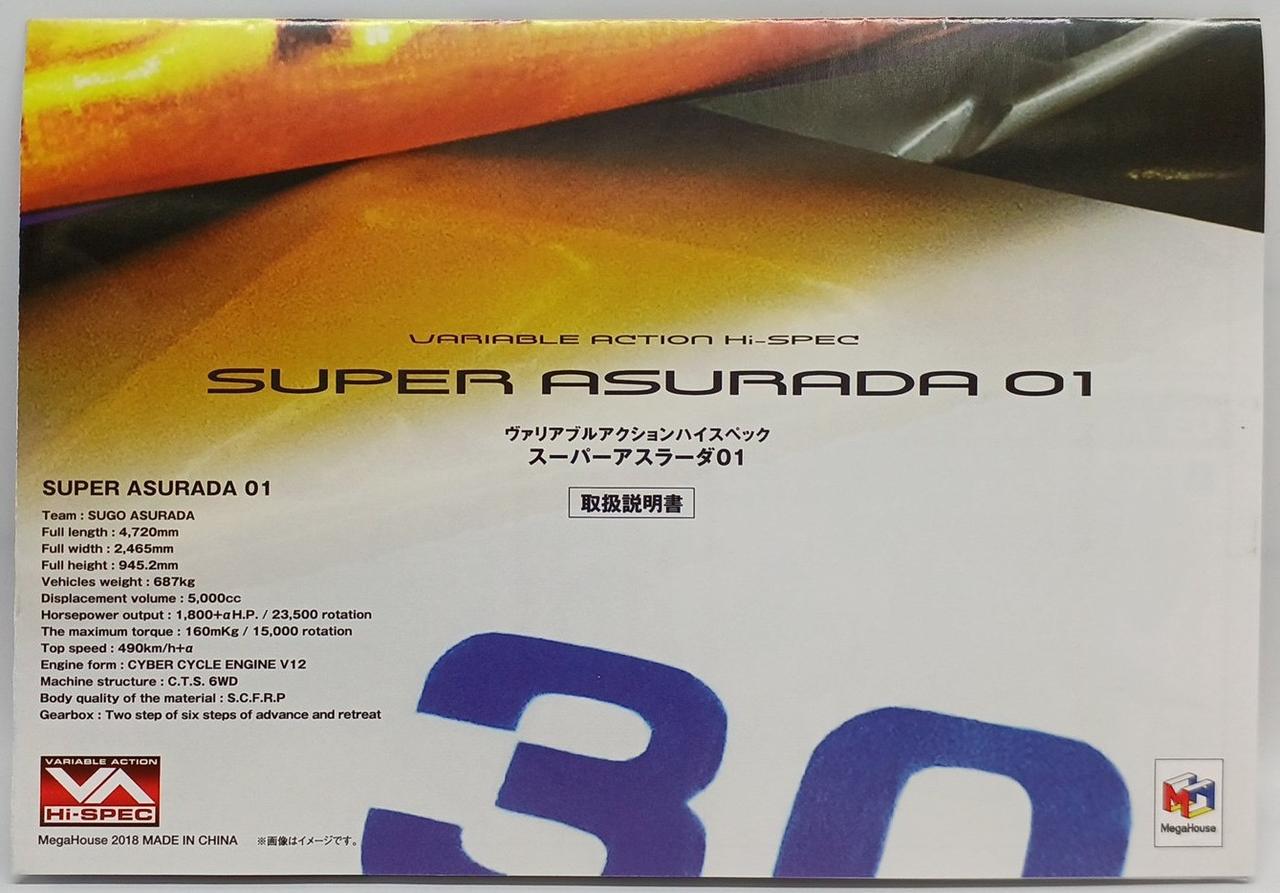 VARIABLE ACTION Hi-SPEC
SUPER ASURADA 01
ヴァリアブルアクションハイスペック
スーパーアスラーダ01
取扱説明書
SUPER ASURADA 01
Team : SUGO ASURADA
Full length : 4,720mm
Full width : 2,465mm
Full height : 945.2mm
Vehicles weight : 687kg
Displacement volume : 5,000cc
Horsepower output : 1,800+αH.P. / 23,500 rotation
The maximum torque : 160mKg / 15,000 rotation
Top speed : 490km/h+α
Engine form : CYBER CYCLE ENGINE V12
Machine structure : C.T.S. 6WD
Body quality of the material : S.C.F.R.P
Gearbox : Two step of six steps of advance and retreat
30
VARIABLE ACTION
VA
Hi-SPEC
MegaHouse 2018 MADE IN CHINA ※画像はイメージです。
MH
MegaHouse